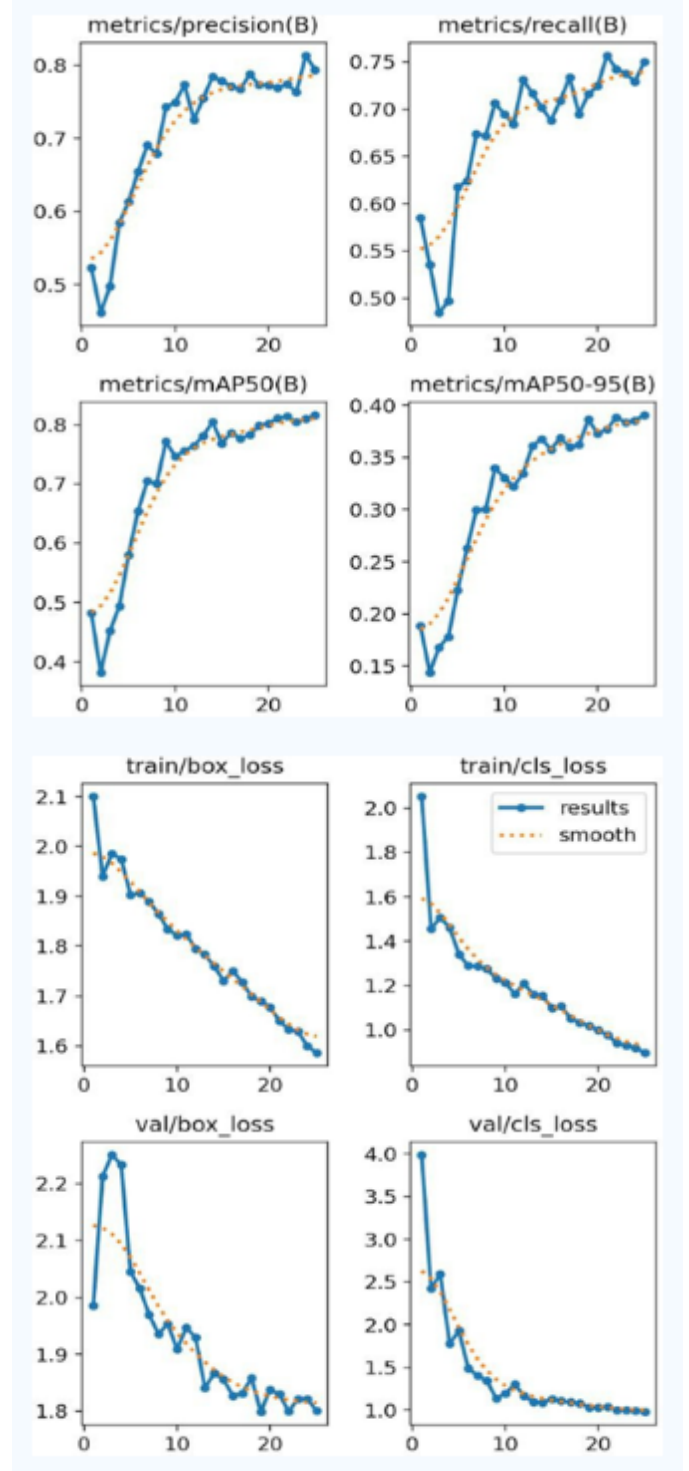 metrics/precision(B) metrics/recall(B)
0.8 0.75
0.7 0.70
0.65
0.6 0.60
0.55
0.5 0.50
0 10 20 0 10 20
metrics/mAP50(B) metrics/mAP50-95(B)
0.8 0.40
0.7 0.35
0.30
0.6 0.25
0.5 0.20
0.4 0.15
0 10 20 0 10 20
train/box_loss train/cls_loss
2.1 2.0
2.0 1.8
1.9 1.6
1.8 1.4
1.7 1.2
1.6 1.0
results
smooth
0 10 20 0 10 20
val/box_loss val/cls_loss
2.2 4.0
3.5
2.1 3.0
2.0 2.5
1.9 2.0
1.5
1.8 1.0
0 10 20 0 10 20